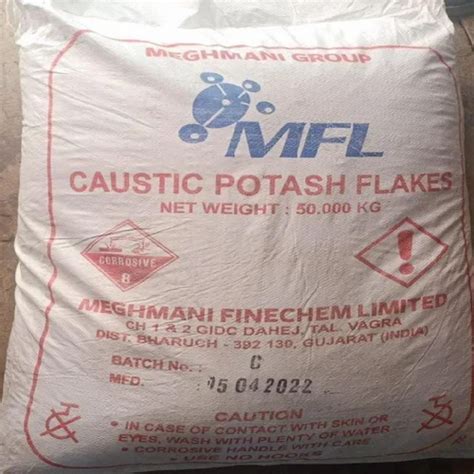 MEGHMANI GROUP
MFL
CAUSTIC POTASH FLAKES
NET WEIGHT : 50.000 KG
CORROSIVE
8
MEGHMANI FINECHEM LIMITED
CH 1 & 2 GIDC DAHEJ, TAL. VAGRA
DIST. BHARUCH - 392 130, GUJARAT (INDIA)
BATCH No. : C
MFD. 15 04 2022
CAUTION
• IN CASE OF CONTACT WITH SKIN OR
EYES, WASH WITH PLENTY OF WATER
• CORROSIVE HANDLE WITH CARE
• USE NO HOOKS